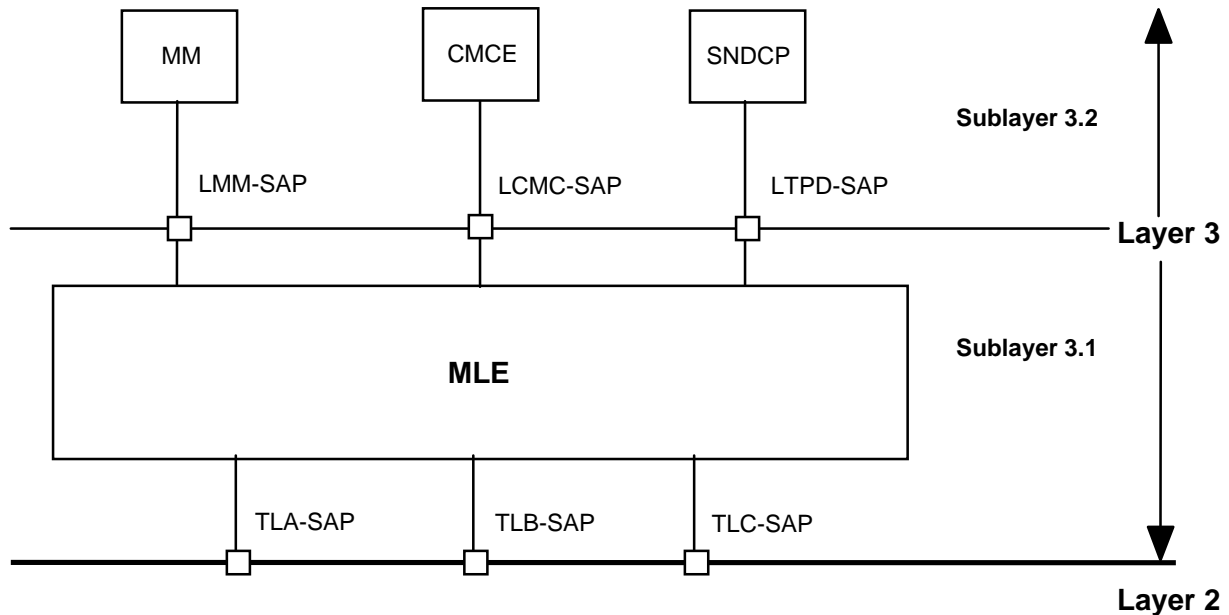 MM
CMCE
SNDCP
Sublayer 3.2
LMM-SAP
LCMC-SAP
LTPD-SAP
Layer 3
Sublayer 3.1
MLE
TLA-SAP
TLB-SAP
TLC-SAP
Layer 2